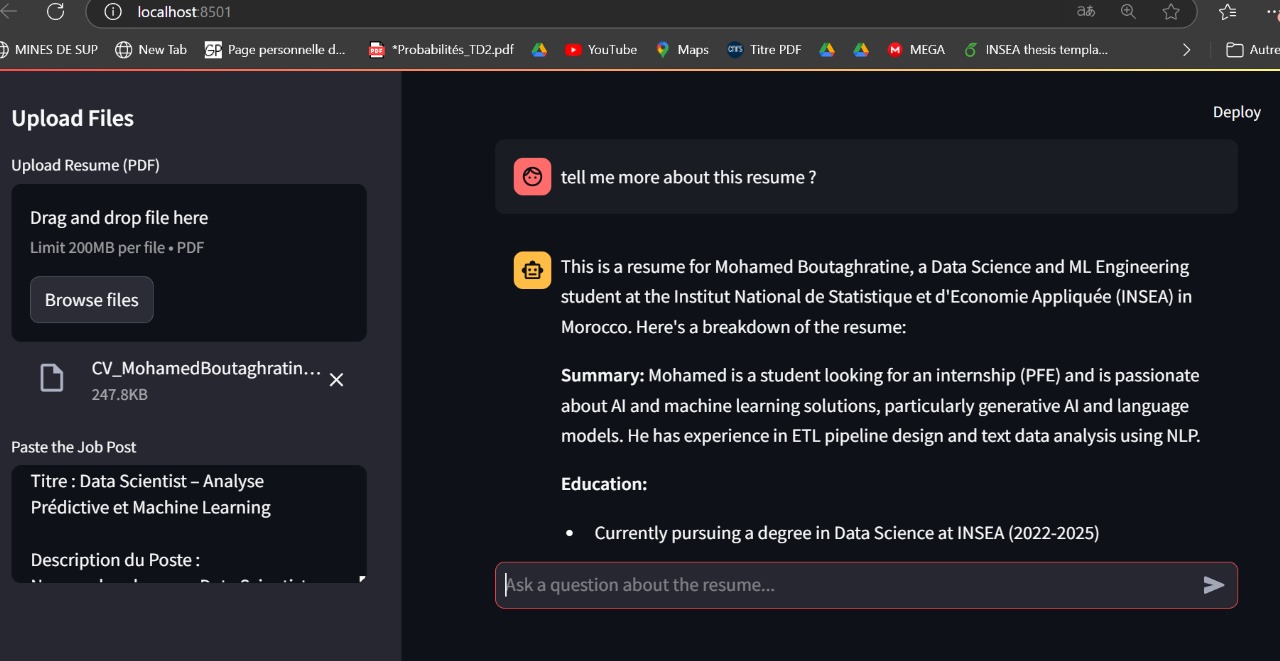 localhost:8501
MINES DE SUP
New Tab
Page personnelle d...
*Probabilités_TD2.pdf
YouTube
Maps
Titre PDF
MEGA
INSEA thesis templa...
Autre
Upload Files
Upload Resume (PDF)
Drag and drop file here
Limit 200MB per file • PDF
Browse files
CV_MohamedBoutaghratin...
247.8KB
Paste the Job Post
Titre : Data Scientist – Analyse
Prédictive et Machine Learning
Description du Poste :
Deploy
tell me more about this resume ?
This is a resume for Mohamed Boutaghratine, a Data Science and ML Engineering
student at the Institut National de Statistique et d'Economie Appliquée (INSEA) in
Morocco. Here's a breakdown of the resume:
Summary: Mohamed is a student looking for an internship (PFE) and is passionate
about AI and machine learning solutions, particularly generative AI and language
models. He has experience in ETL pipeline design and text data analysis using NLP.
Education:
• Currently pursuing a degree in Data Science at INSEA (2022-2025)
Ask a question about the resume...